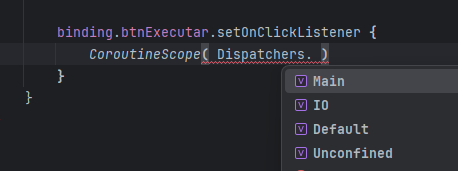 binding.btnExecutar.setOnClickListener {
CoroutineScope( Dispatchers. )
}
}
Main
IO
Default
Unconfined